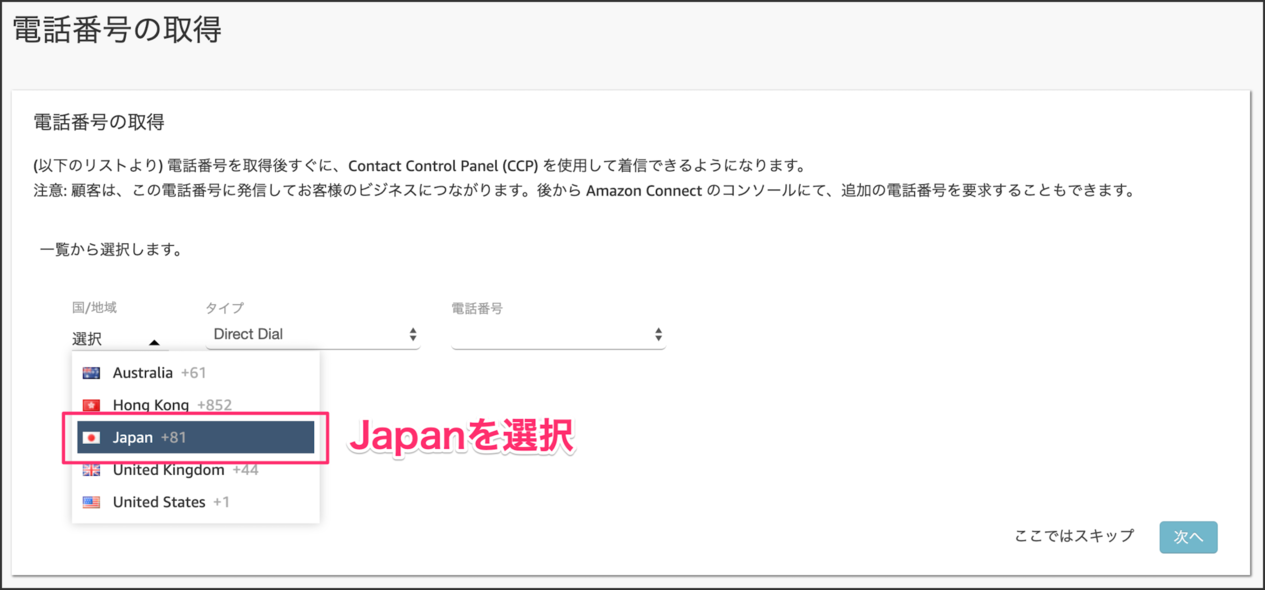 電話番号の取得
電話番号の取得
(以下のリストより) 電話番号を取得後すぐに、Contact Control Panel (CCP) を使用して着信できるようになります。
注意: 顧客は、この電話番号に発信してお客様のビジネスにつながります。後から Amazon Connect のコンソールにて、追加の電話番号を要求することもできます。
一覧から選択します。
国/地域 タイプ 電話番号
選択 Direct Dial
Australia +61
Hong Kong +852
Japan +81
Japanを選択
United Kingdom +44
United States +1
ここではスキップ 次へ